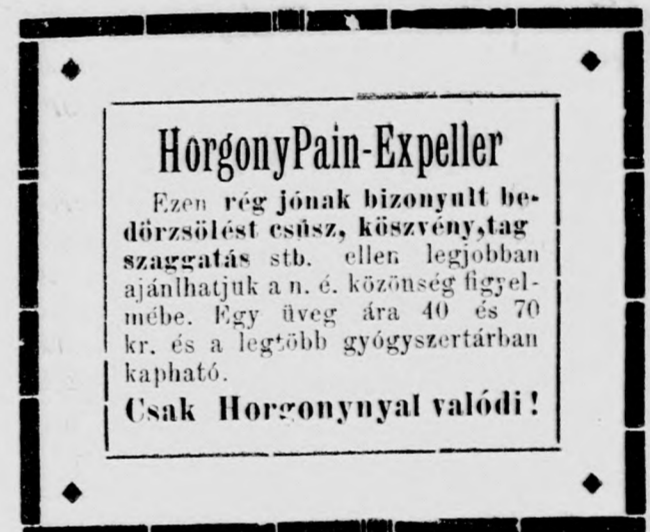 HorgonyPain-Expeller
Ezen rég jónak bizonyult be-
dörzsölést csúsz, köszvény,tag
szaggatás stb. ellen legjobban
ajánlhatjuk a n. é. közönség figyel-
mébe. Egy üveg ára 40 és 70
kr. és a legtöbb gyógyszertárban
kapható.
Csak Horgonynyal valódi!